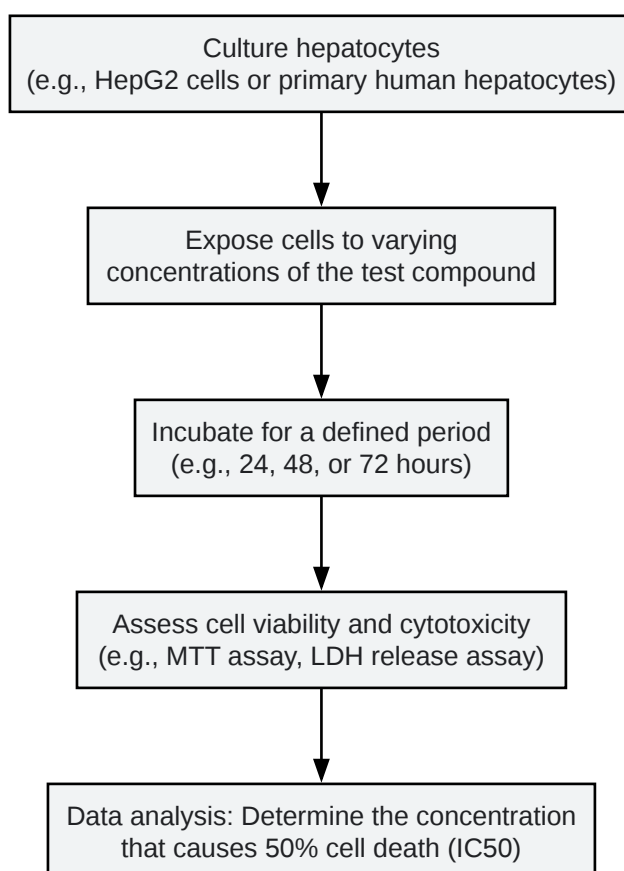 Culture hepatocytes
(e.g., HepG2 cells or primary human hepatocytes)
Expose cells to varying
concentrations of the test compound
Incubate for a defined period
(e.g., 24, 48, or 72 hours)
Assess cell viability and cytotoxicity
(e.g., MTT assay, LDH release assay)
Data analysis: Determine the concentration
that causes 50% cell death (IC50)